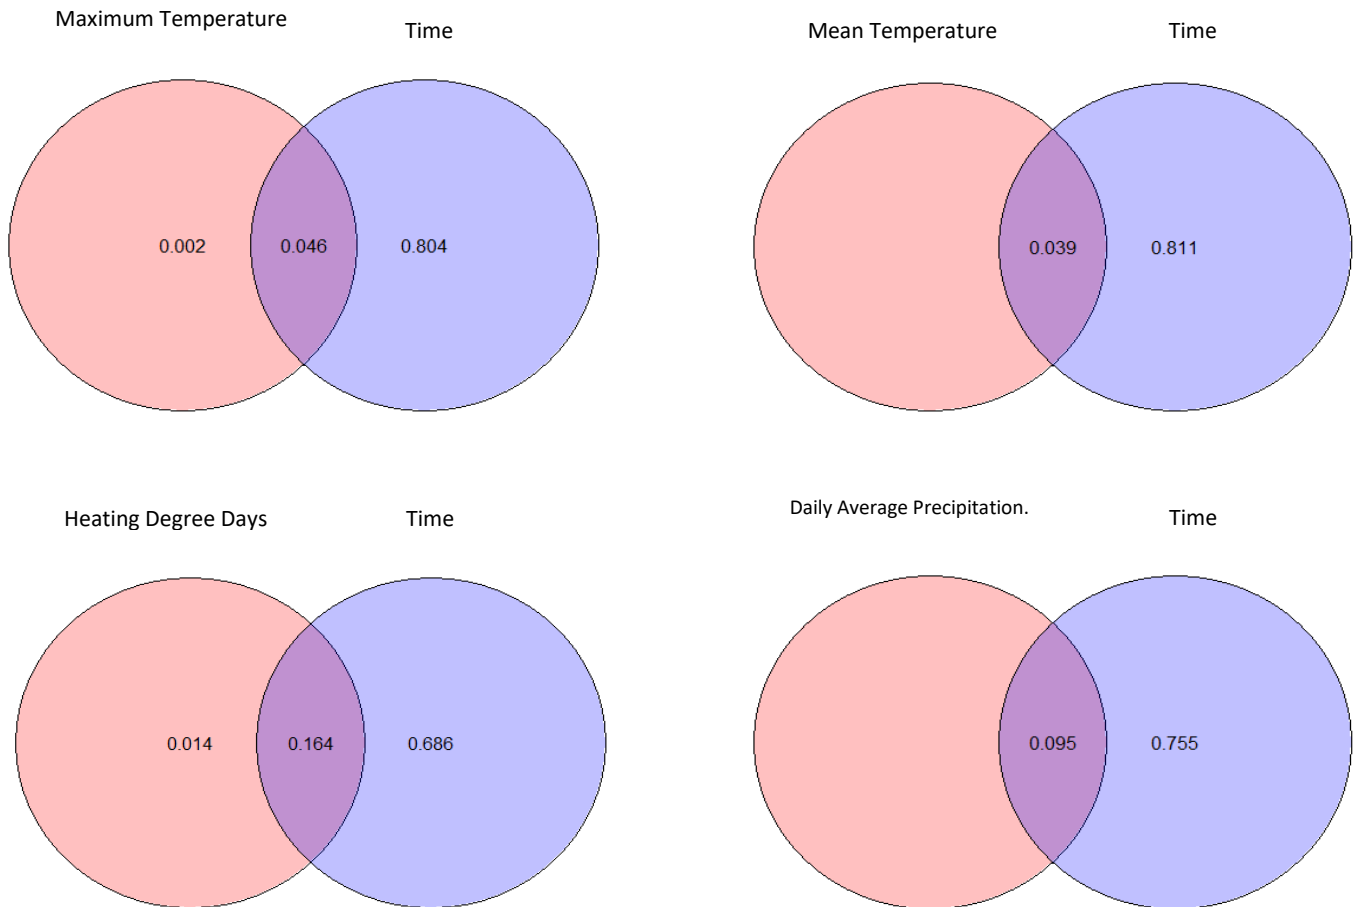 Maximum Temperature
Time
0.002
0.046
0.804
Mean Temperature
Time
0.039
0.811
Heating Degree Days
Time
0.014
0.164
0.686
Daily Average Precipitation.
Time
0.095
0.755